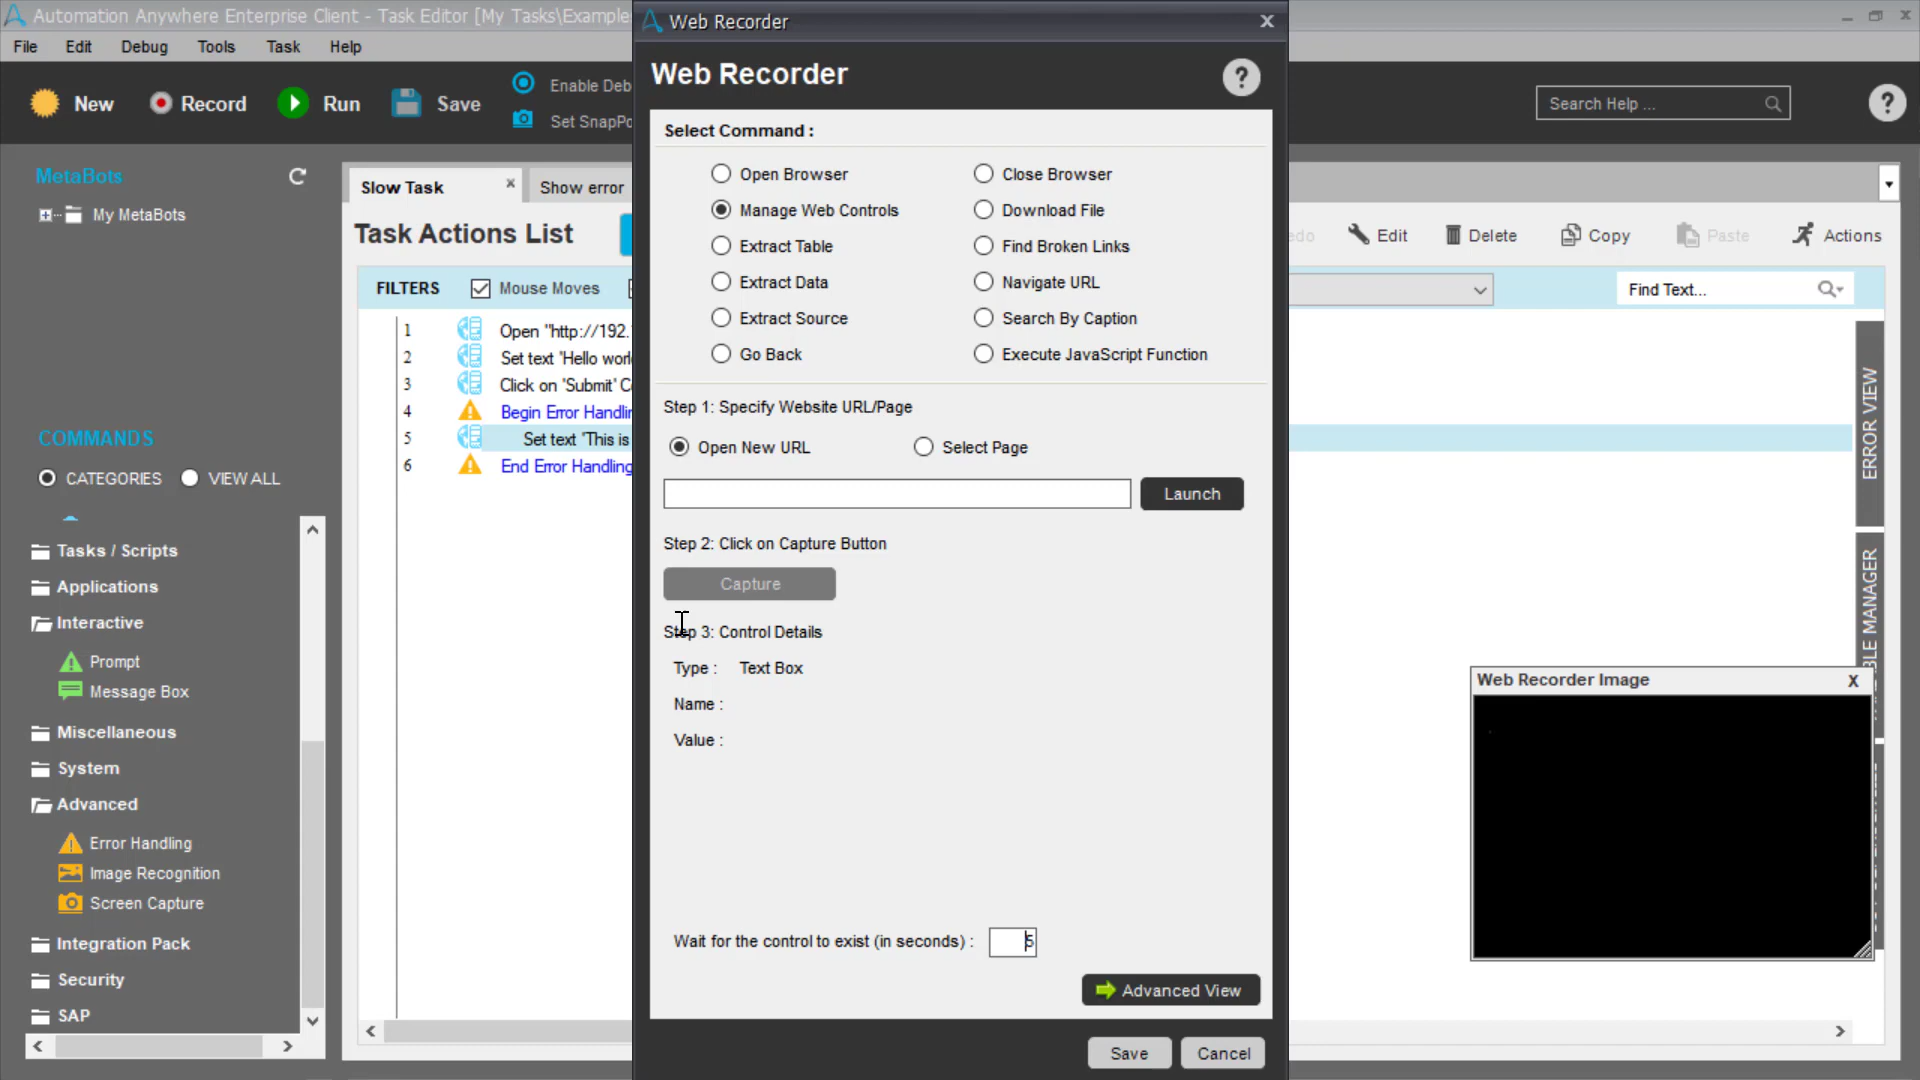 Automation Anywhere Enterprise Client - Task Editor [My Tasks\Example
File Edit Debug Tools Task Help
New Record Run Save
Enable Deb
Set SnapPo
Search Help ...
?
MetaBots
My MetaBots
COMMANDS
CATEGORIES VIEW ALL
Tasks / Scripts
Applications
Interactive
Prompt
Message Box
Miscellaneous
System
Advanced
Error Handling
Image Recognition
Screen Capture
Integration Pack
Security
SAP
Slow Task x Show error
Task Actions List
FILTERS Mouse Moves
1 Open "http://192.
2 Set text 'Hello worl
3 Click on 'Submit' C
4 Begin Error Handlin
5 Set text 'This is
6 End Error Handling
Web Recorder X
Web Recorder ?
Select Command :
Open Browser Close Browser
Manage Web Controls Download File
Extract Table Find Broken Links
Extract Data Navigate URL
Extract Source Search By Caption
Go Back Execute JavaScript Function
Step 1: Specify Website URL/Page
Open New URL Select Page
Launch
Step 2: Click on Capture Button
Capture
Step 3: Control Details
Type : Text Box
Name :
Value :
Wait for the control to exist (in seconds) : 5
Advanced View
Save Cancel
edo Edit Delete Copy Paste Actions
Find Text...
ERROR VIEW
BLE MANAGER
Web Recorder Image X